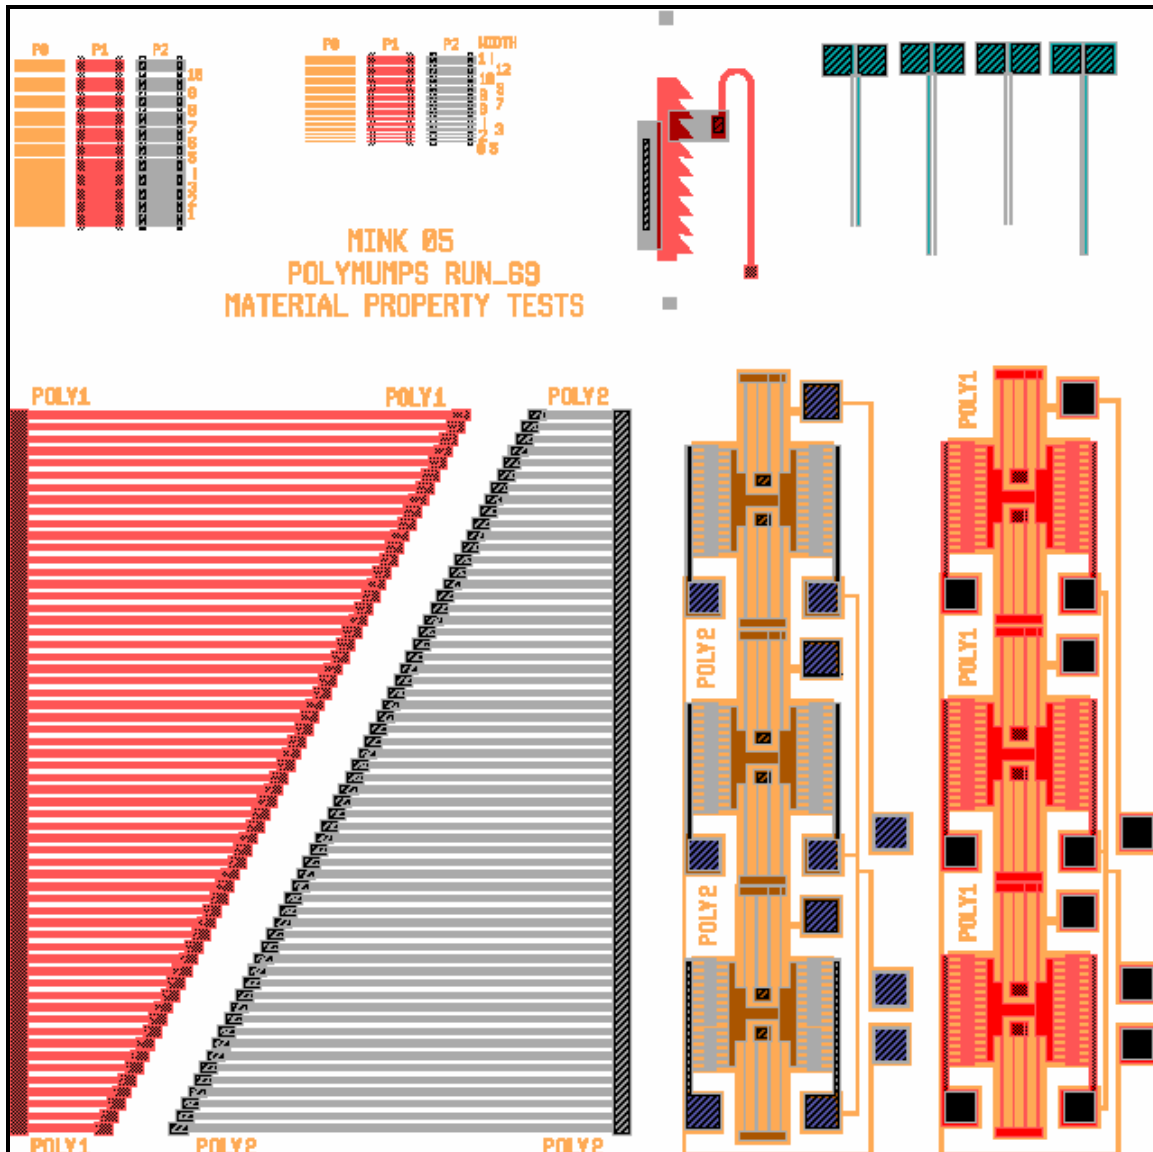 P0 P1 P2
P0 P1 P2 WIDTH
MINK 05
POLYMUMPS RUN_69
MATERIAL PROPERTY TESTS
POLY1 POLY1 POLY2
POLY1
POLY2
POLY1
POLY2
POLY1
POLY1 POLY2 POLY2